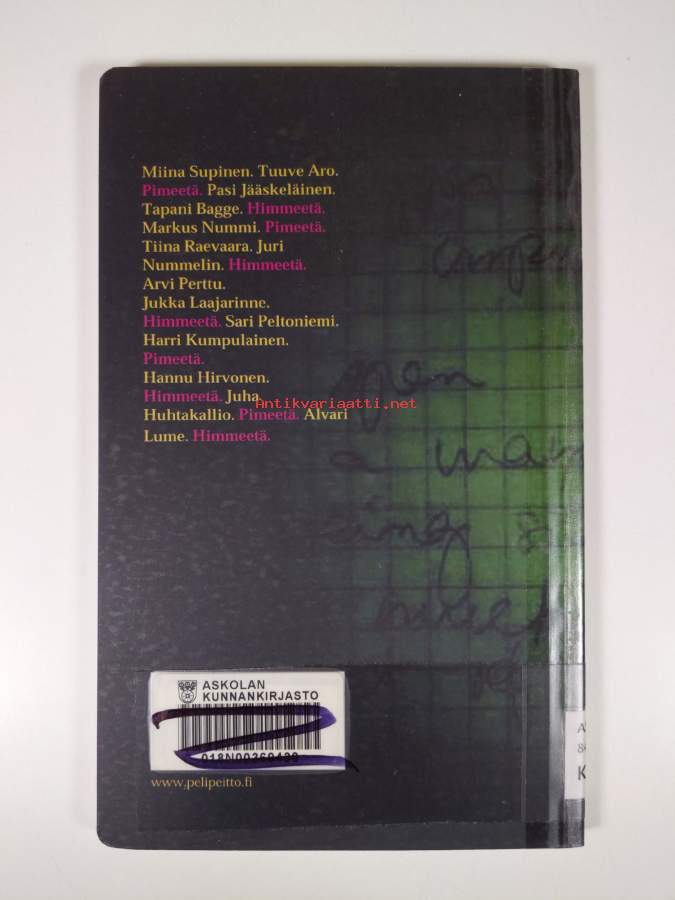 Miina Supinen. Tuuve Aro.
Pimeetä. Pasi Jääskeläinen.
Tapani Bagge. Himmeetä.
Markus Nummi. Pimeetä.
Tiina Raevaara. Juri
Nummelin. Himmeetä.
Arvi Perttu.
Jukka Laajarinne.
Himmeetä. Sari Peltoniemi.
Harri Kumpulainen.
Pimeetä.
Hannu Hirvonen.
Himmeetä. Juha
Huhtakallio. Pimeetä. Alvari
Lume. Himmeetä.
Antikvariaatti.net
ASKOLAN
KUNNANKIRJASTO
www.pelipeitto.fi
K